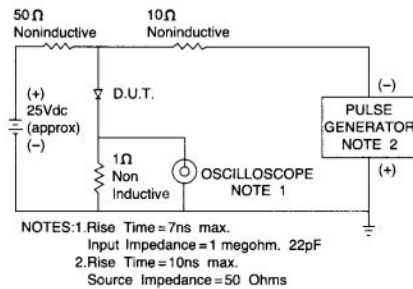 50Ω
Noninductive
10Ω
Noninductive
(+)
25Vdc
(approx)
(−)
D.U.T.
1Ω
Non
Inductive
OSCILLOSCOPE
NOTE 1
(−)
PULSE
GENERATOR
NOTE 2
(+)
NOTES:1.Rise Time=7ns max.
Input Impedance=1 megohm. 22pF
2.Rise Time=10ns max.
Source Impedance=50 Ohms